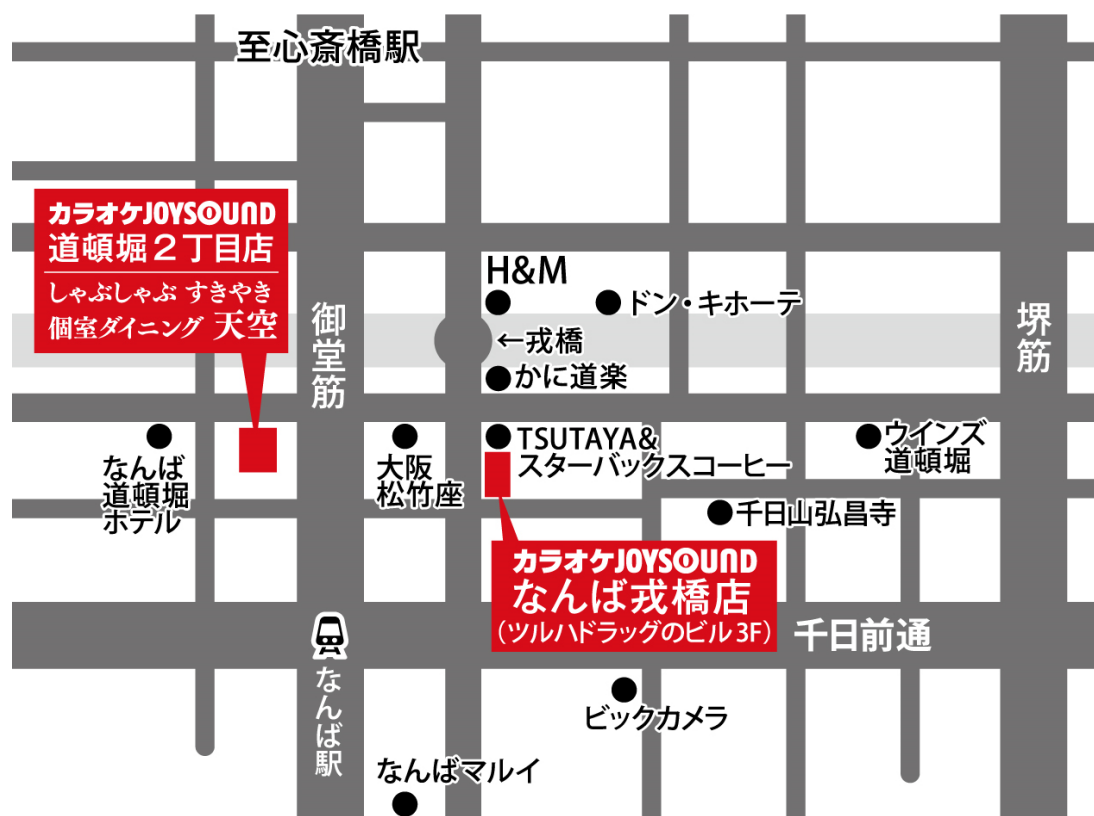 至心斎橋駅
カラオケJOYSOUND
道頓堀2丁目店
しゃぶしゃぶ すきやき
個室ダイニング 天空
御堂筋
H&M
ドン・キホーテ
←戎橋
かに道楽
堺筋
なんば
道頓堀
ホテル
大阪
松竹座
TSUTAYA&
スターバックスコーヒー
ウインズ
道頓堀
千日山弘昌寺
カラオケJOYSOUND
なんば戎橋店
(ツルハドラッグのビル3F)
千日前通
なんば駅
ビックカメラ
なんばマルイ